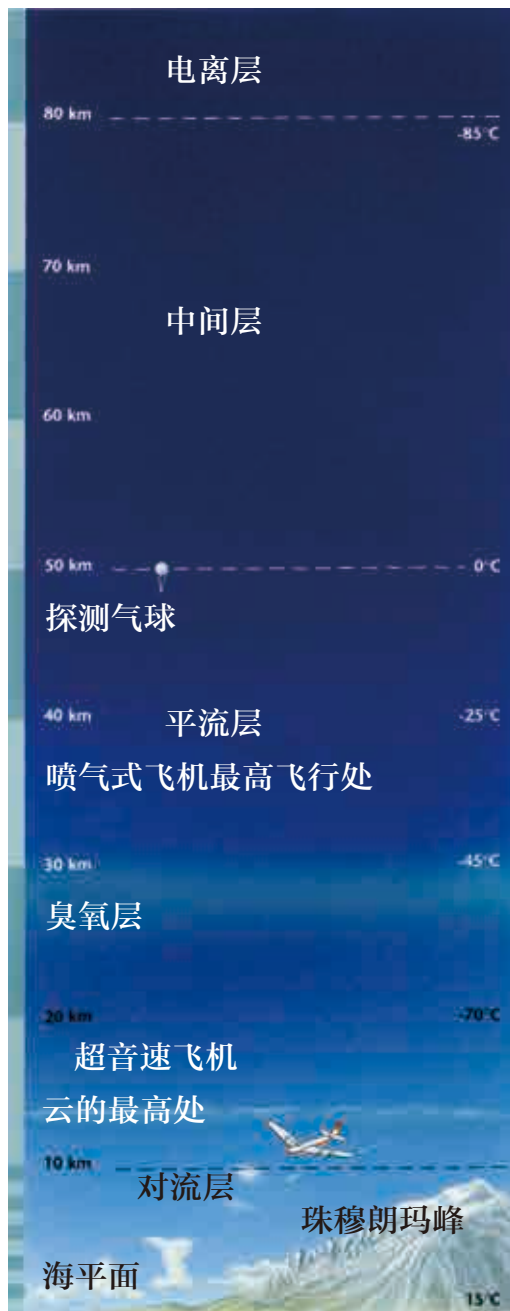 电离层
80 km
-85°C
70 km
中间层
60 km
50 km
0°C
探测气球
40 km
平流层
-25°C
喷气式飞机最高飞行处
30 km
-45°C
臭氧层
20 km
-70°C
超音速飞机
云的最高处
10 km
对流层
珠穆朗玛峰
海平面
15°C